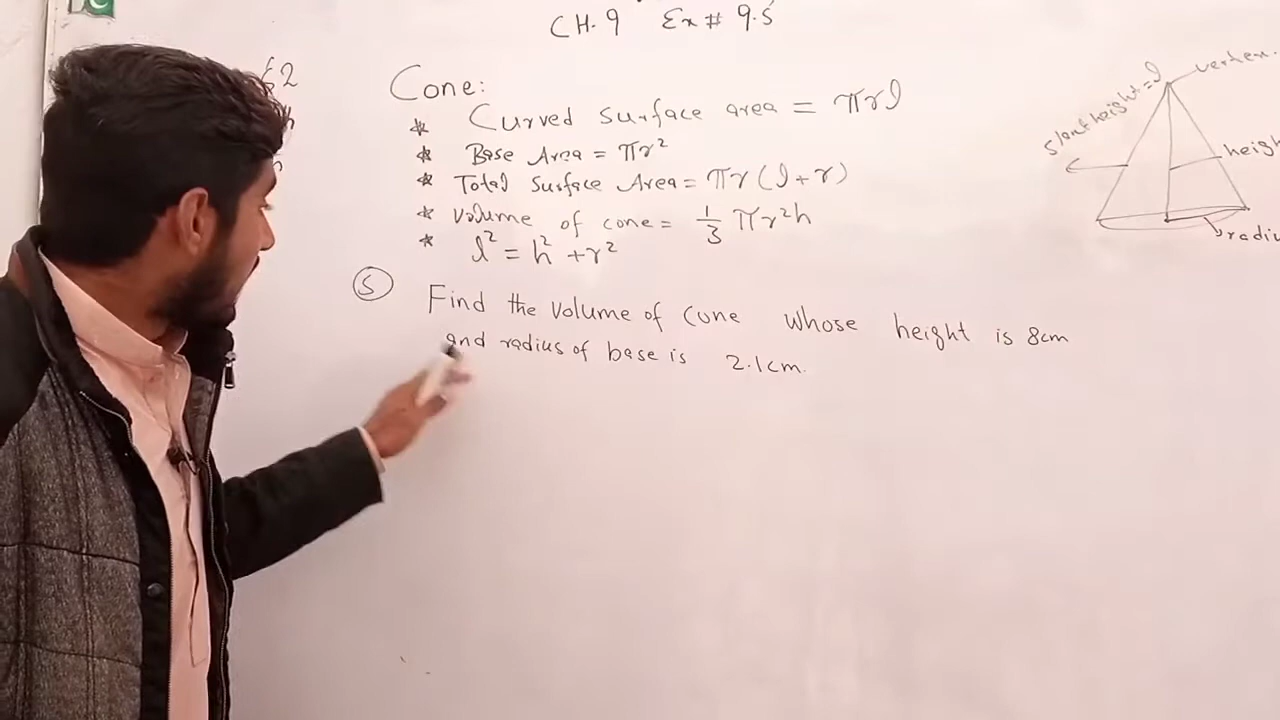 CH.9 Ex# 9.5
Cone:
* Curved surface area = πrl
* Base Area = πr²
* Total Surface Area = πr(l+r)
* Volume of cone = 1/3 πr²h
* l² = h² + r²
5 Find the volume of cone whose height is 8cm
and radius of base is 2.1cm.
vertex.
slant height = l
height
radiu